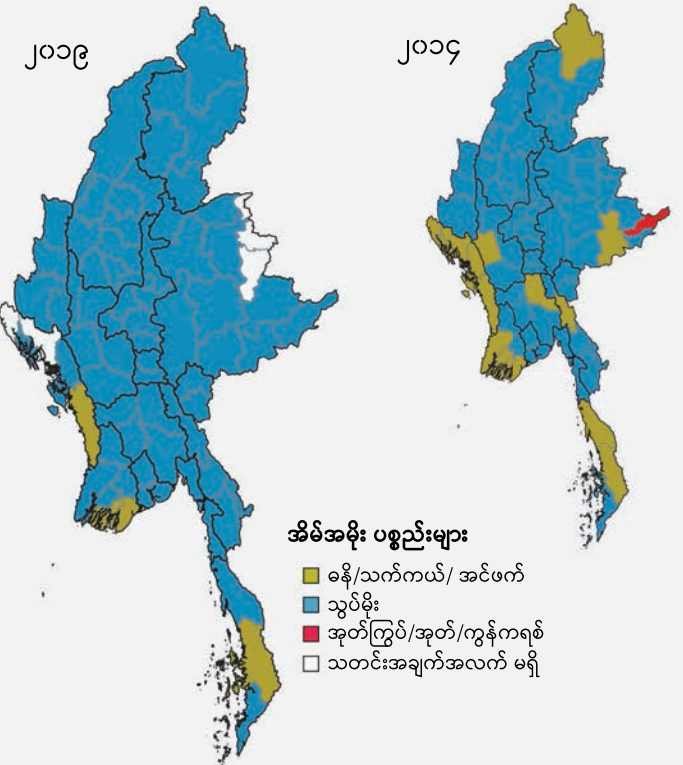 ၂၀၁၉
၂၀၁၄
အိမ်အမိုး ပစ္စည်းများ
ဓနိ/သက်ကယ်/ အင်ဖက်
သွပ်မိုး
အုတ်ကြွပ်/အုတ်/ကွန်ကရစ်
သတင်းအချက်အလက် မရှိ